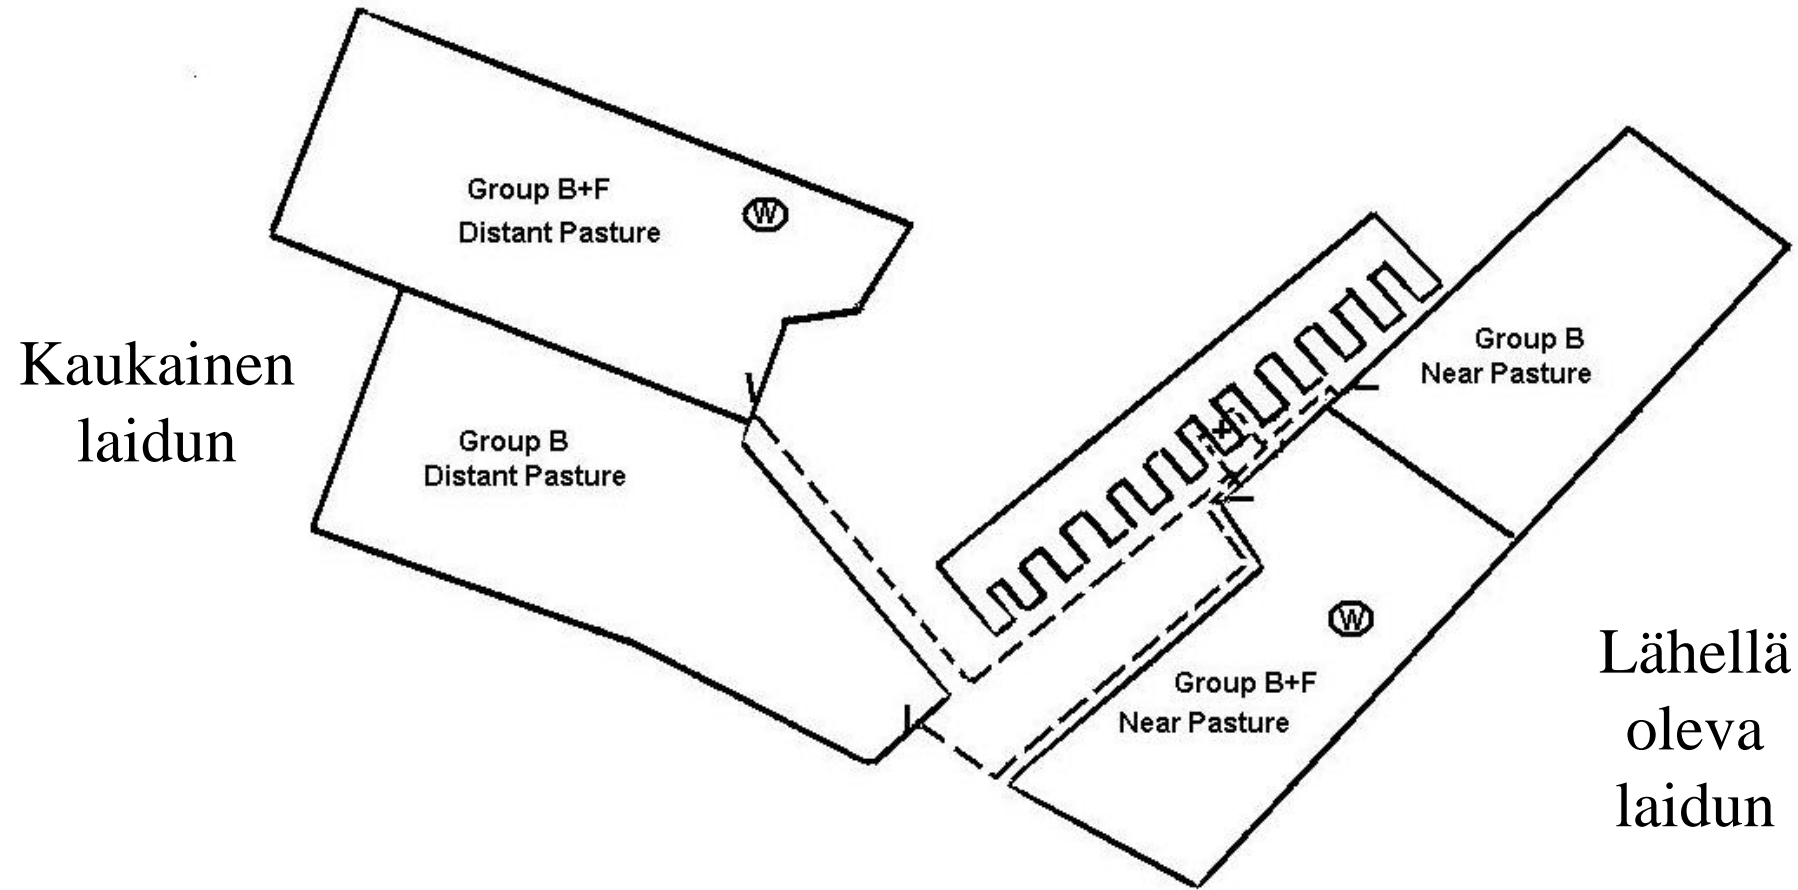 Group B+F
Distant Pasture
W
Kaukainen
laidun
Group B
Distant Pasture
Group B
Near Pasture
W
Group B+F
Near Pasture
Lähellä
oleva
laidun